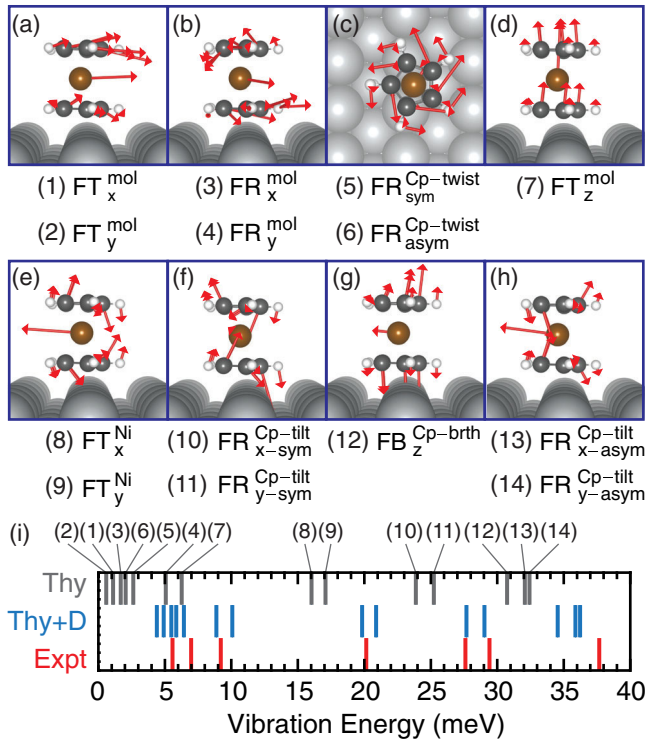 (a) (b) (c) (d)
(1) FT x mol (3) FR x mol (5) FR sym Cp−twist (7) FT z mol
(2) FT y mol (4) FR y mol (6) FR asym Cp−twist
(e) (f) (g) (h)
(8) FT x Ni (10) FR x−sym Cp−tilt (12) FB z Cp−brth (13) FR x−asym Cp−tilt
(9) FT y Ni (11) FR y−sym Cp−tilt (14) FR y−asym Cp−tilt
(i) (2)(1)(3)(6)(5)(4)(7) (8)(9) (10)(11) (12)(13)(14)
Thy
Thy+D
Expt
0 5 10 15 20 25 30 35 40
Vibration Energy (meV)